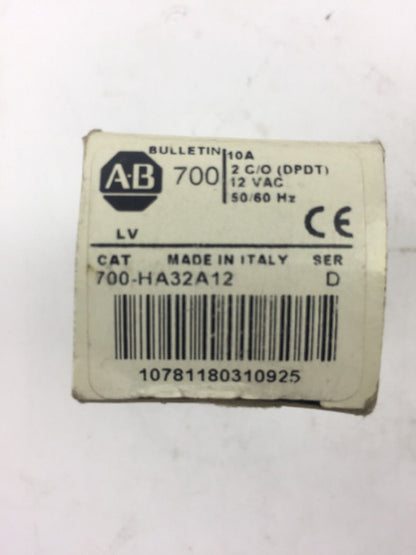 BULLETIN 10A
A-B 700 2 C/O (DPDT)
12 VAC
50/60 Hz
CE
LV
CAT MADE IN ITALY SER
700-HA32A12 D
10781180310925